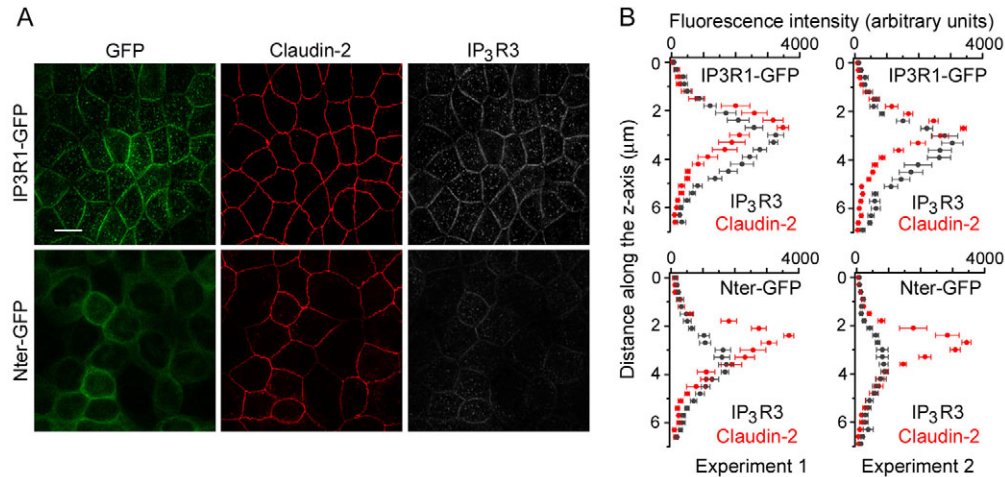 A
GFP
Claudin-2
IP3R3
IP3R1-GFP
Nter-GFP
B
Fluorescence intensity (arbitrary units)
0
4000
0
4000
0
2
4
6
IP3R1-GFP
IP3R3
Claudin-2
0
2
4
6
IP3R1-GFP
IP3R3
Claudin-2
Distance along the z-axis (μm)
0
4000
0
4000
0
2
4
6
Nter-GFP
IP3R3
Claudin-2
0
2
4
6
Nter-GFP
IP3R3
Claudin-2
Experiment 1
Experiment 2